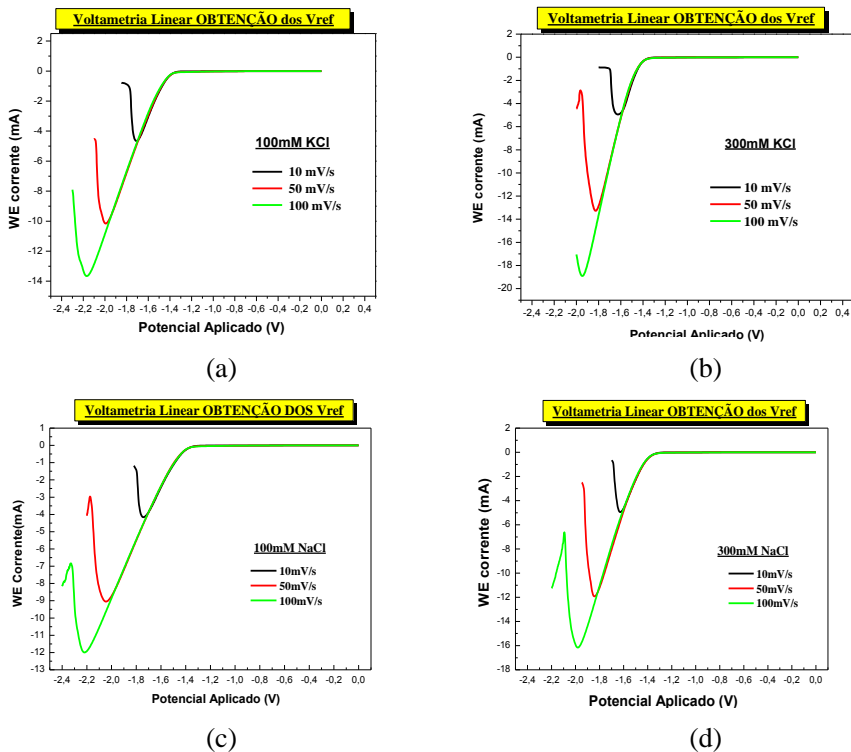 Voltametria Linear OBTENÇÃO dos Vref
2
0
-2
-4
-6
-8
-10
-12
-14
WE corrente (mA)
100mM KCl
10 mV/s
50 mV/s
100 mV/s
-2,4 -2,2 -2,0 -1,8 -1,6 -1,4 -1,2 -1,0 -0,8 -0,6 -0,4 -0,2 0,0 0,2 0,4
Potencial Aplicado (V)
(a)
Voltametria Linear OBTENÇÃO dos Vref
2
0
-2
-4
-6
-8
-10
-12
-14
-16
-18
-20
WE corrente (mA)
300mM KCl
10 mV/s
50 mV/s
100 mV/s
-2,4 -2,2 -2,0 -1,8 -1,6 -1,4 -1,2 -1,0 -0,8 -0,6 -0,4 -0,2 0,0 0,2 0,4
Potencial Aplicado (V)
(b)
Voltametria Linear OBTENÇÃO DOS Vref
1
0
-1
-2
-3
-4
-5
-6
-7
-8
-9
-10
-11
-12
-13
WE Corrente(mA)
100mM NaCl
10mV/s
50mV/s
100mV/s
-2,4 -2,2 -2,0 -1,8 -1,6 -1,4 -1,2 -1,0 -0,8 -0,6 -0,4 -0,2 0,0
Potencial Aplicado (V)
(c)
Voltametria Linear OBTENÇÃO dos Vref
2
0
-2
-4
-6
-8
-10
-12
-14
-16
-18
WE corrente (mA)
300mM NaCl
10mV/s
50mV/s
100mV/s
-2,4 -2,2 -2,0 -1,8 -1,6 -1,4 -1,2 -1,0 -0,8 -0,6 -0,4 -0,2 0,0
Potencial Aplicado (V)
(d)